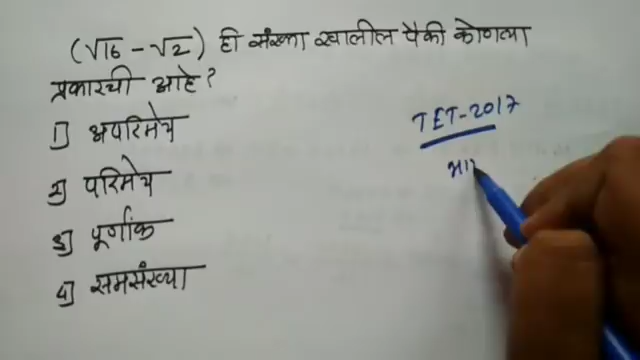 (√16 - √2) ही संख्या खालील पैकी कोणत्या
प्रकारची आहे?
1] अपरिमेय
2] परिमेय
3] पूर्णांक
4] समसंख्या
TET-2017